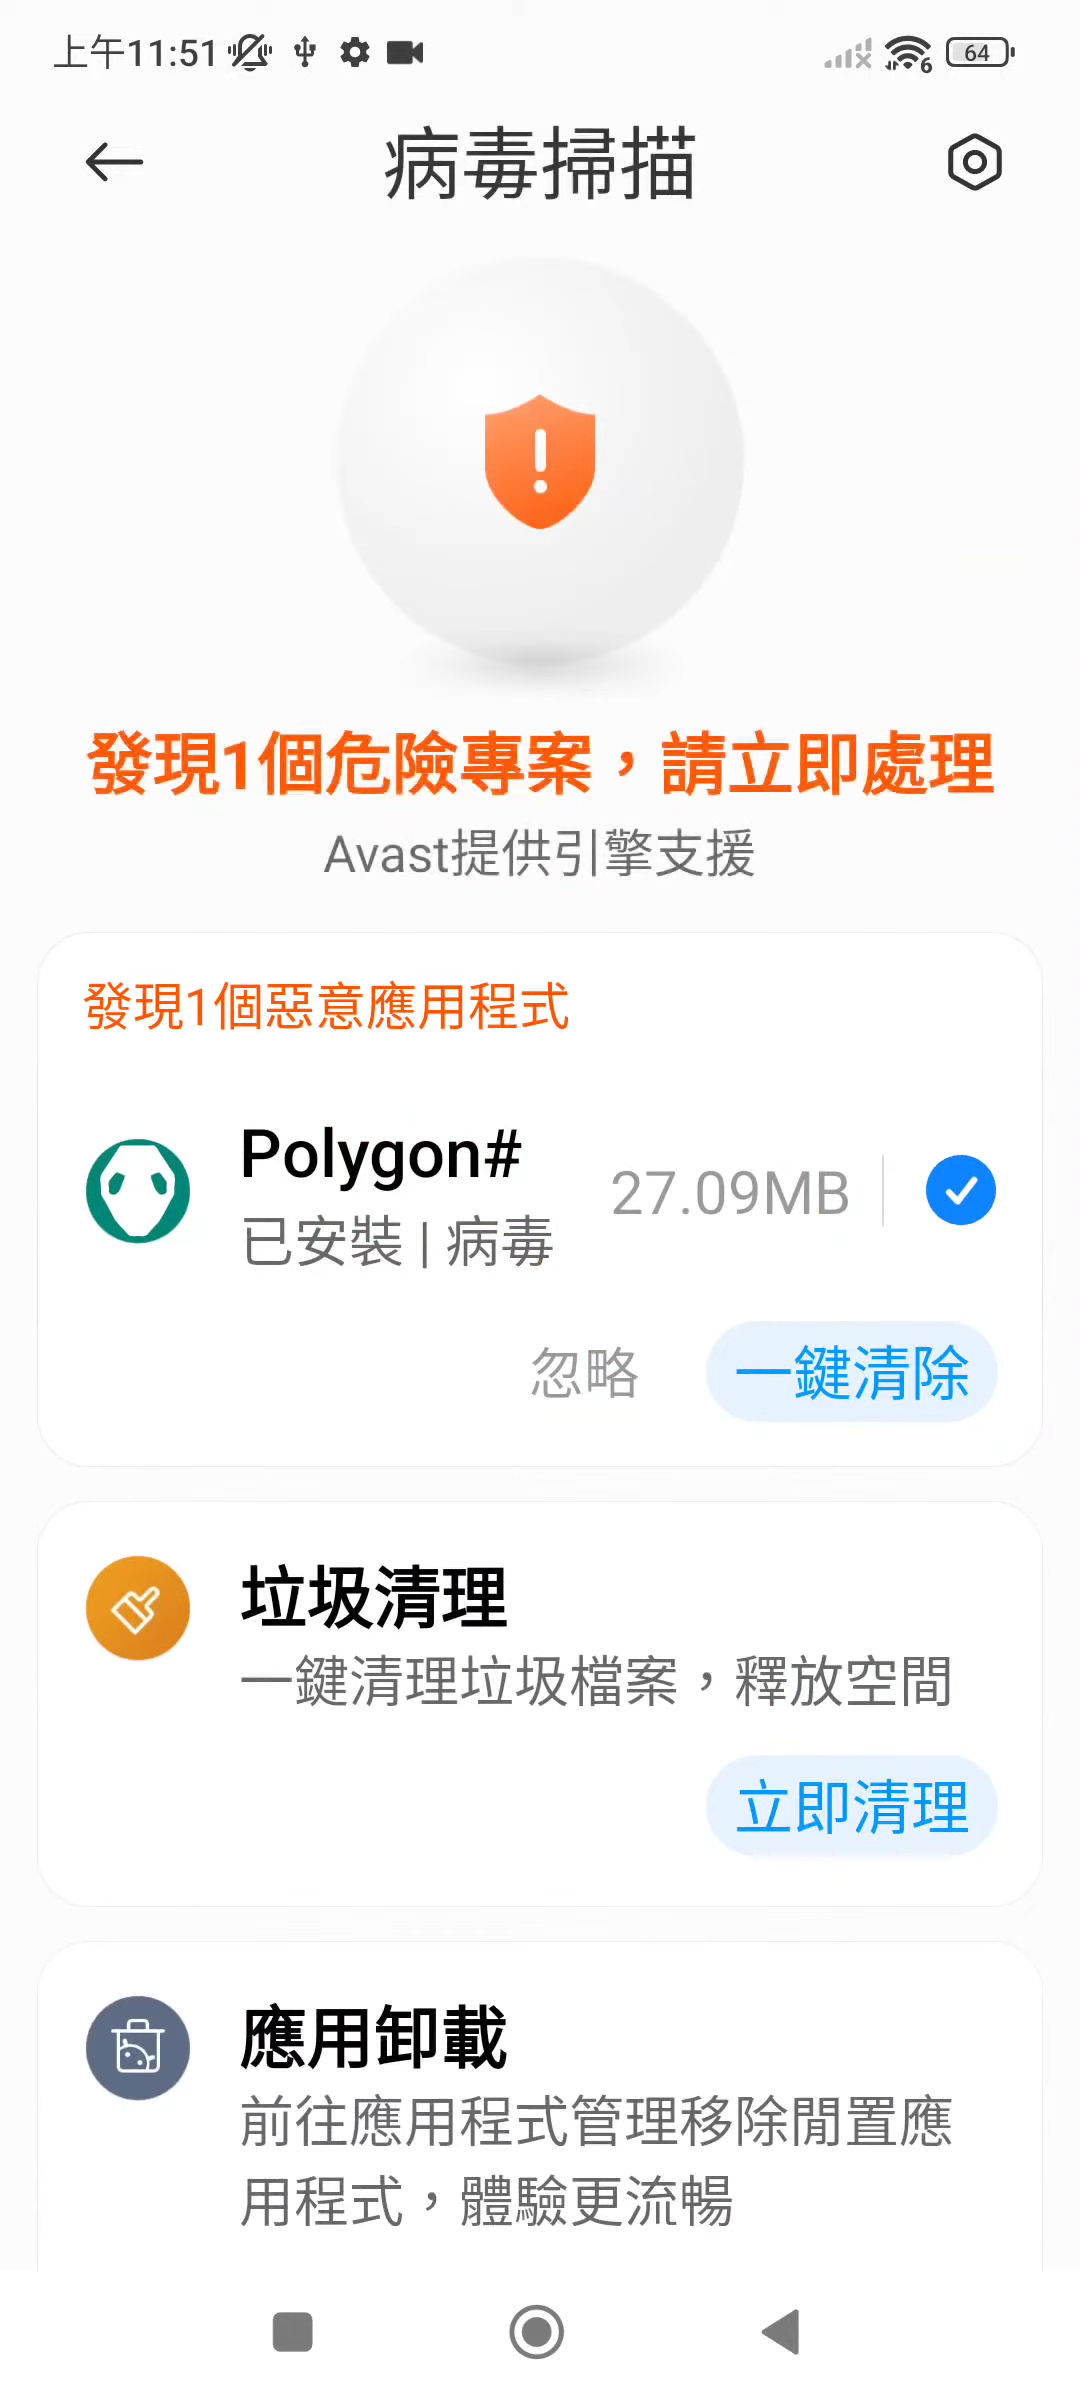 上午11:51
6
64
病毒掃描
發現1個危險專案，請立即處理
Avast提供引擎支援
發現1個惡意應用程式
Polygon#
已安裝 | 病毒
27.09MB
忽略
一鍵清除
垃圾清理
一鍵清理垃圾檔案，釋放空間
立即清理
應用卸載
前往應用程式管理移除閒置應
用程式，體驗更流暢